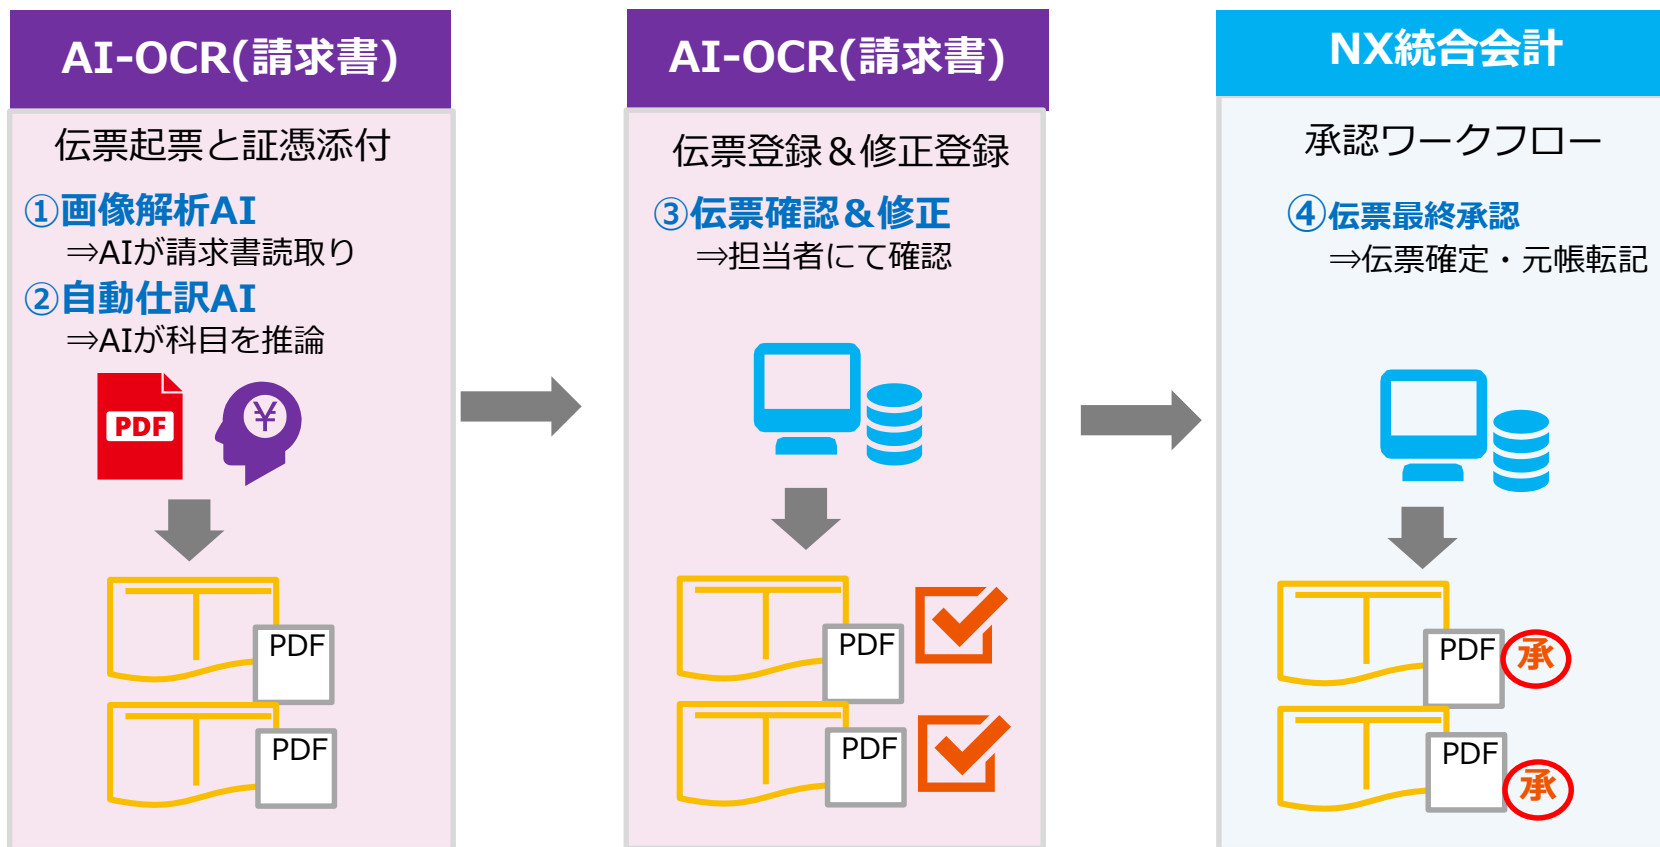 AI-OCR(請求書)
伝票起票と証憑添付
①画像解析AI
⇒AIが請求書読取り
②自動仕訳AI
⇒AIが科目を推論
PDF
¥
PDF
PDF
AI-OCR(請求書)
伝票登録＆修正登録
③伝票確認＆修正
⇒担当者にて確認
PDF
PDF
NX統合会計
承認ワークフロー
④伝票最終承認
⇒伝票確定・元帳転記
PDF
承
PDF
承